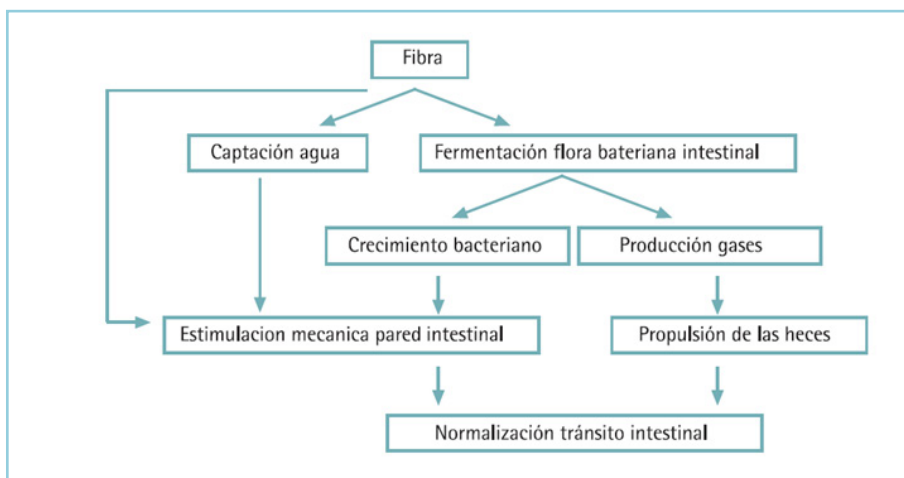 Fibra
Captación agua
Fermentación flora bateriana intestinal
Crecimiento bacteriano
Producción gases
Estimulacion mecanica pared intestinal
Propulsión de las heces
Normalización tránsito intestinal